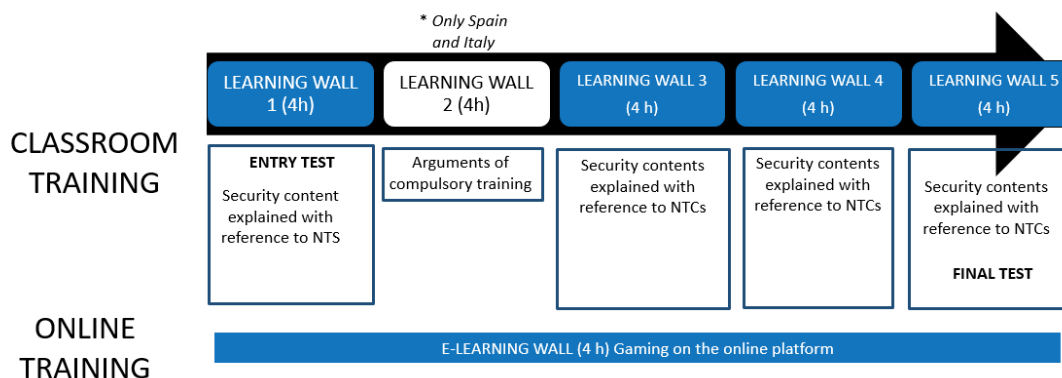 * Only Spain
and Italy
LEARNING WALL
1 (4h)
LEARNING WALL
2 (4h)
LEARNING WALL 3
(4 h)
LEARNING WALL 4
(4 h)
LEARNING WALL 5
(4 h)
CLASSROOM
TRAINING
ENTRY TEST
Security content
explained with
reference to NTS
Arguments of
compulsory training
Security contents
explained with
reference to NTCs
Security contents
explained with
reference to NTCs
Security contents
explained with
reference to NTCs
FINAL TEST
ONLINE
TRAINING
E-LEARNING WALL (4 h) Gaming on the online platform